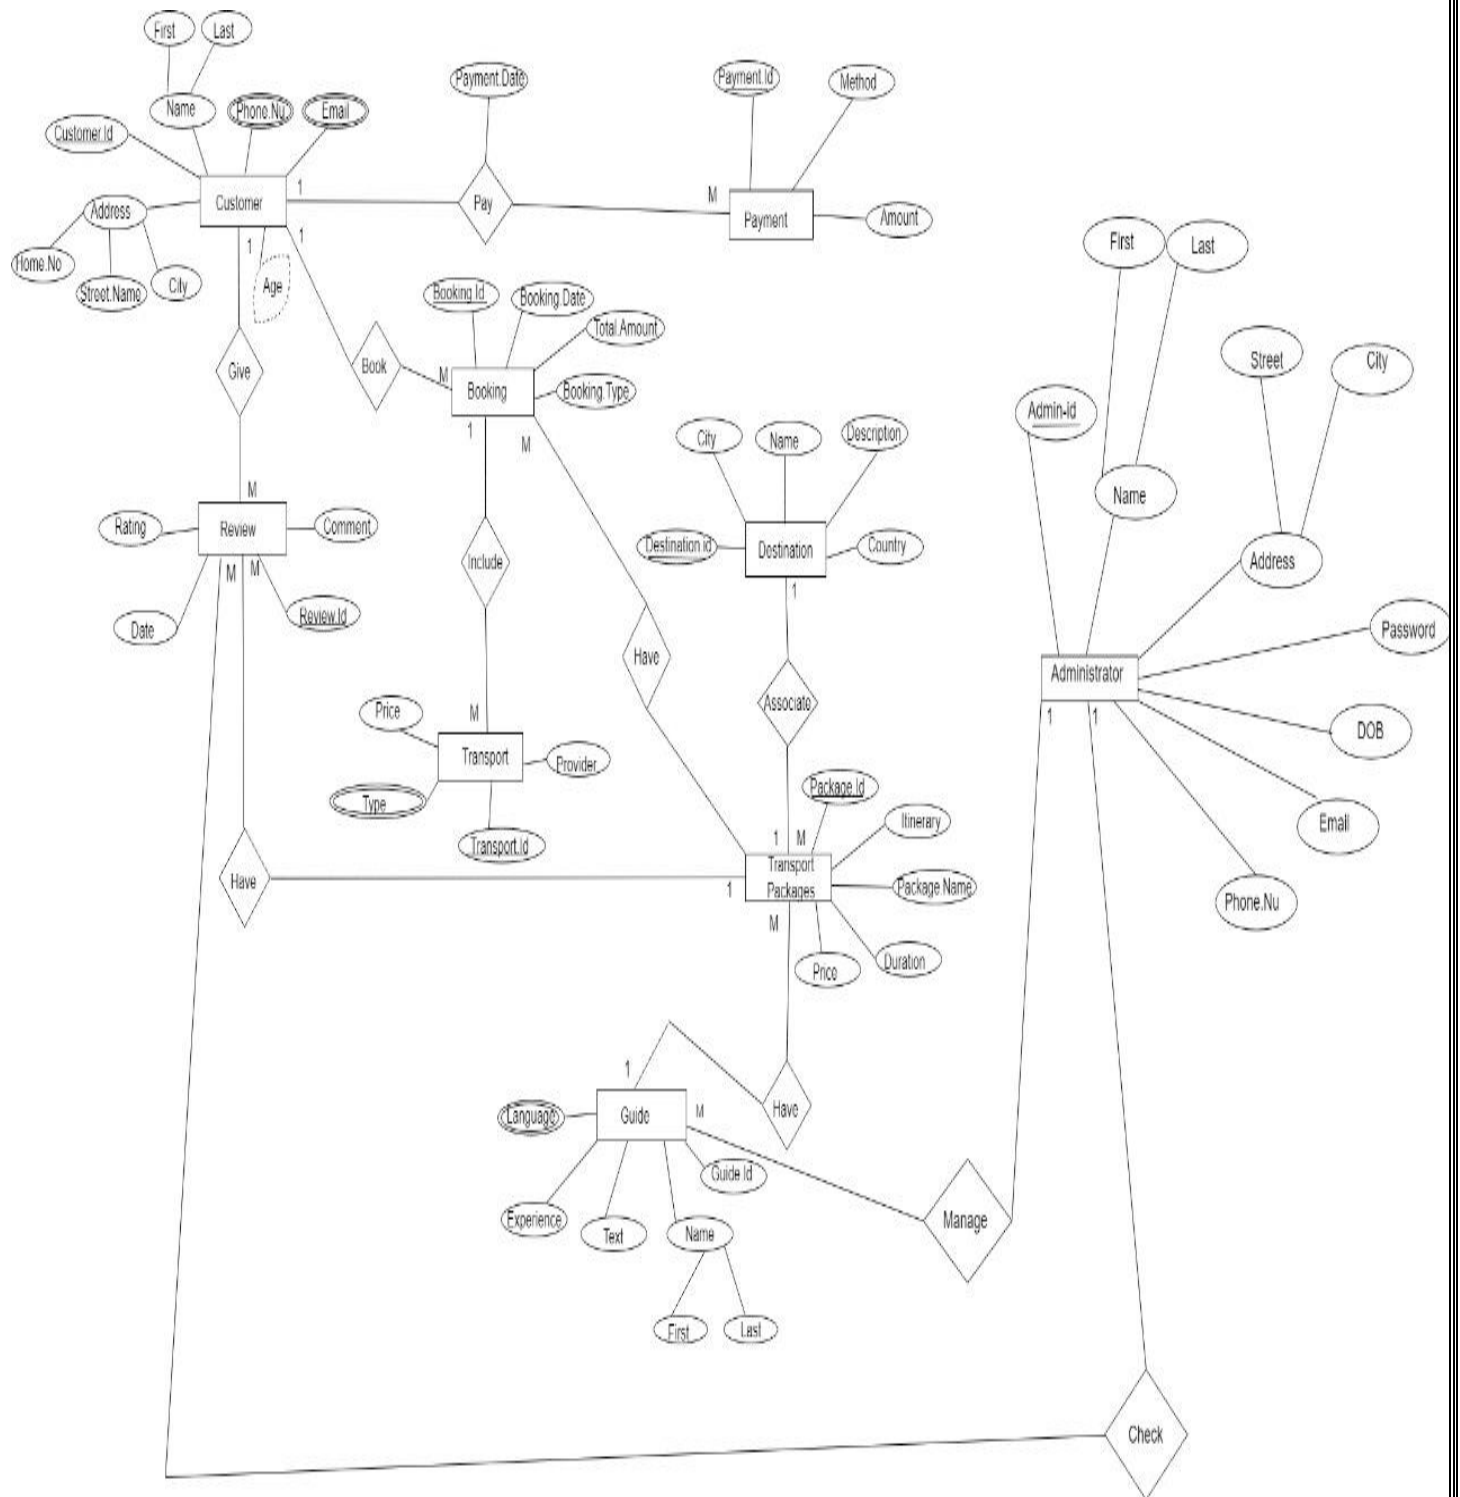 First
Last
Payment.Date
Payment.Id
Method
Name
Phone.Nu
Email
Customer.Id
Customer
1
Pay
M
Payment
Amount
Address
1
1
Home.No
Street.Name
City
Age
Booking.Id
Booking.Date
Total.Amount
Give
Book
M
Booking
Booking.Type
1
M
City
Name
Description
M
Rating
Review
Comment
Destination.id
Destination
Country
M
M
Include
1
Date
Review.Id
Have
Associate
Price
M
Transport
Provider
Type
Transport.Id
Package.Id
Itinerary
1
M
Transport
Packages
Package.Name
Have
1
M
Price
Duration
1
Language
Guide
M
Have
Guide.Id
Experience
Text
Name
First
Last
First
Last
Street
City
Admin-id
Name
Address
Password
Administrator
1
1
DOB
Email
Phone.Nu
Manage
Check